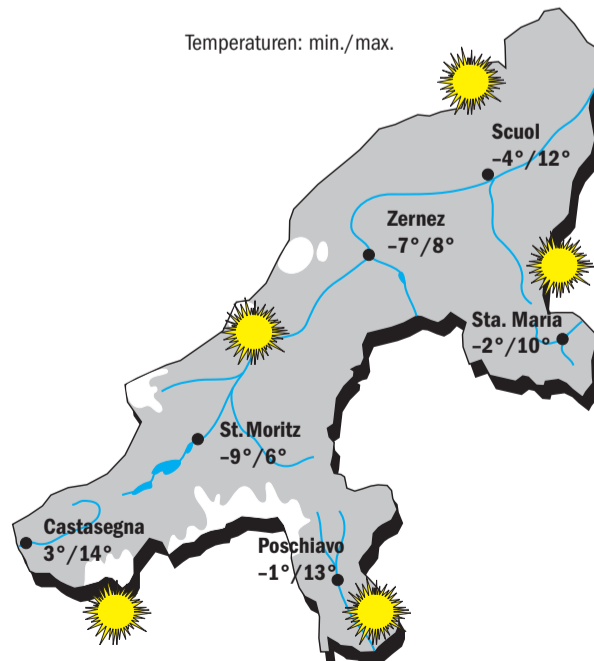 Temperaturen: min./max.
Scuol
–4°/12°
Zernez
–7°/8°
Sta. Maria
–2°/10°
St. Moritz
–9°/6°
Castasegna
3°/14°
Poschiavo
–1°/13°